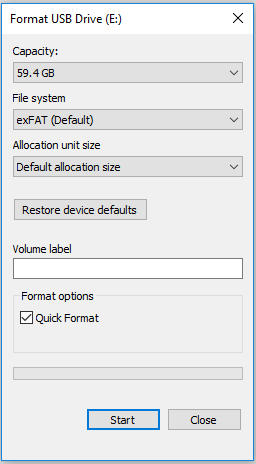 Format USB Drive (E:)
Capacity:
59.4 GB
File system
exFAT (Default)
Allocation unit size
Default allocation size
Restore device defaults
Volume label
Format options
Quick Format
Start
Close